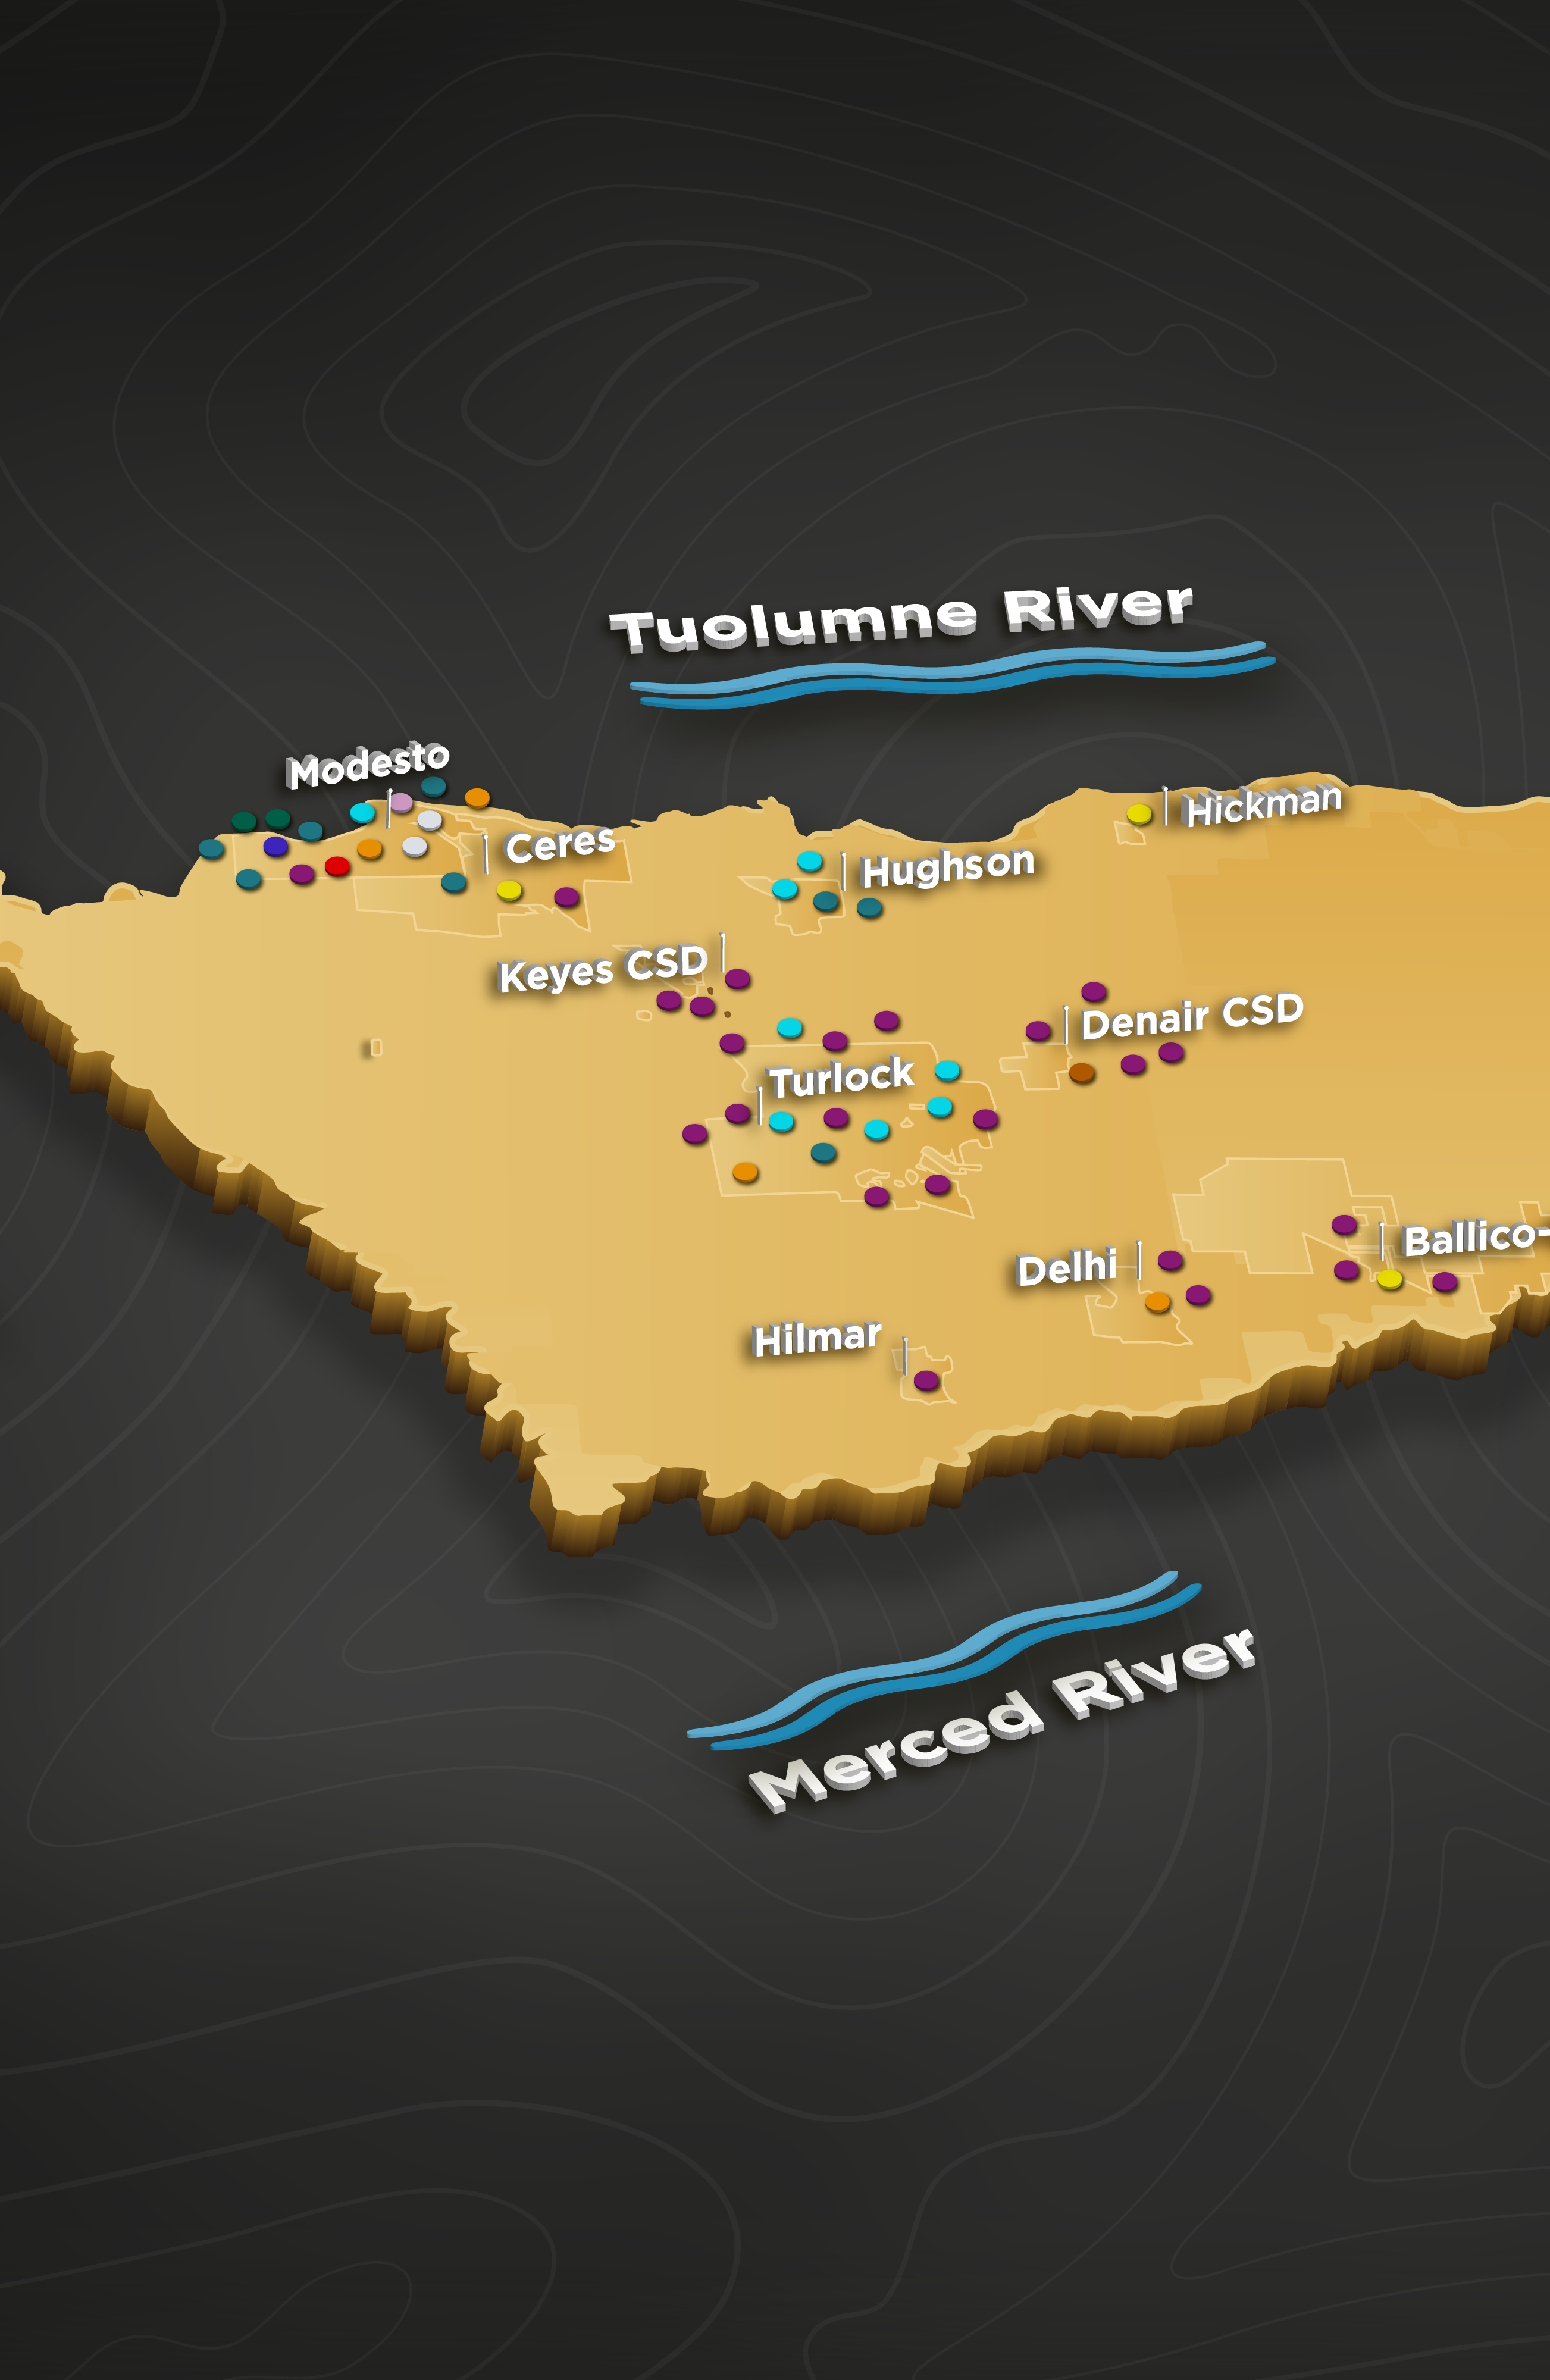 Tuolumne River
Modesto
Hickman
Ceres
Hughson
Keyes CSD
Denair CSD
Turlock
Ballico-
Delhi
Hilmar
Merced River